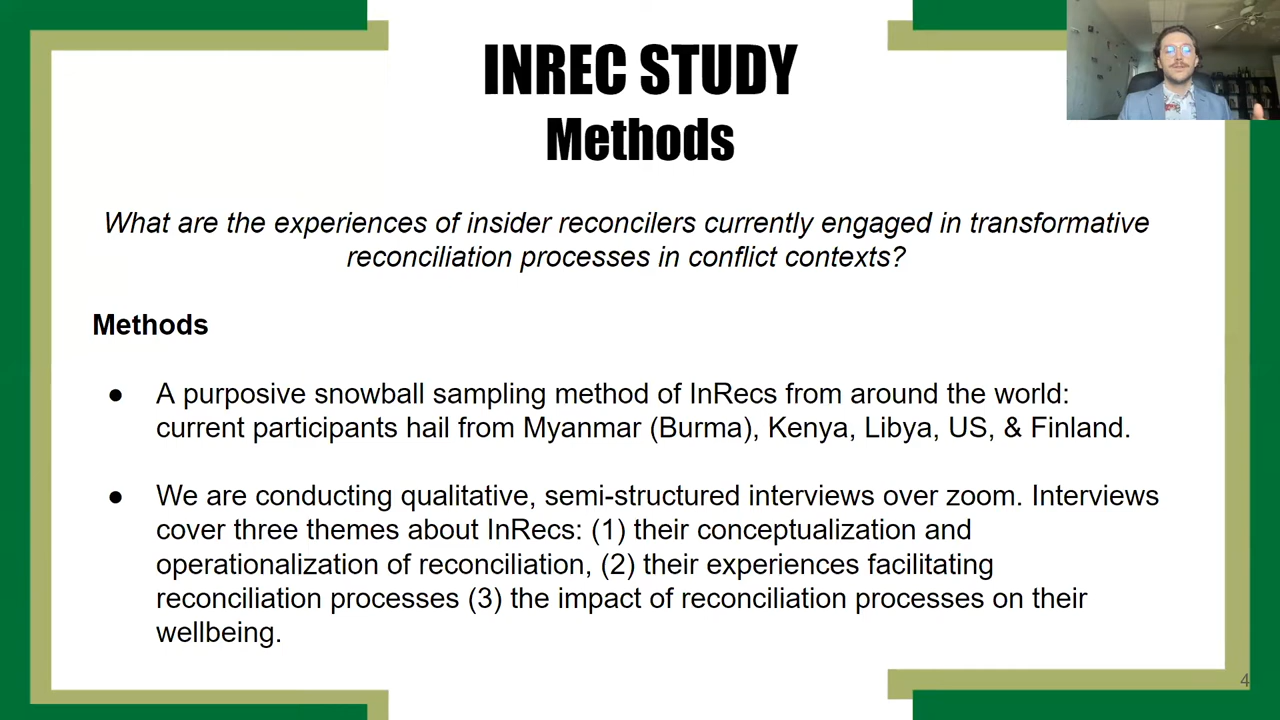 INREC STUDY
Methods
What are the experiences of insider reconcilers currently engaged in transformative
reconciliation processes in conflict contexts?
Methods
● A purposive snowball sampling method of InRecs from around the world:
current participants hail from Myanmar (Burma), Kenya, Libya, US, & Finland.
● We are conducting qualitative, semi-structured interviews over zoom. Interviews
cover three themes about InRecs: (1) their conceptualization and
operationalization of reconciliation, (2) their experiences facilitating
reconciliation processes (3) the impact of reconciliation processes on their
wellbeing.
4